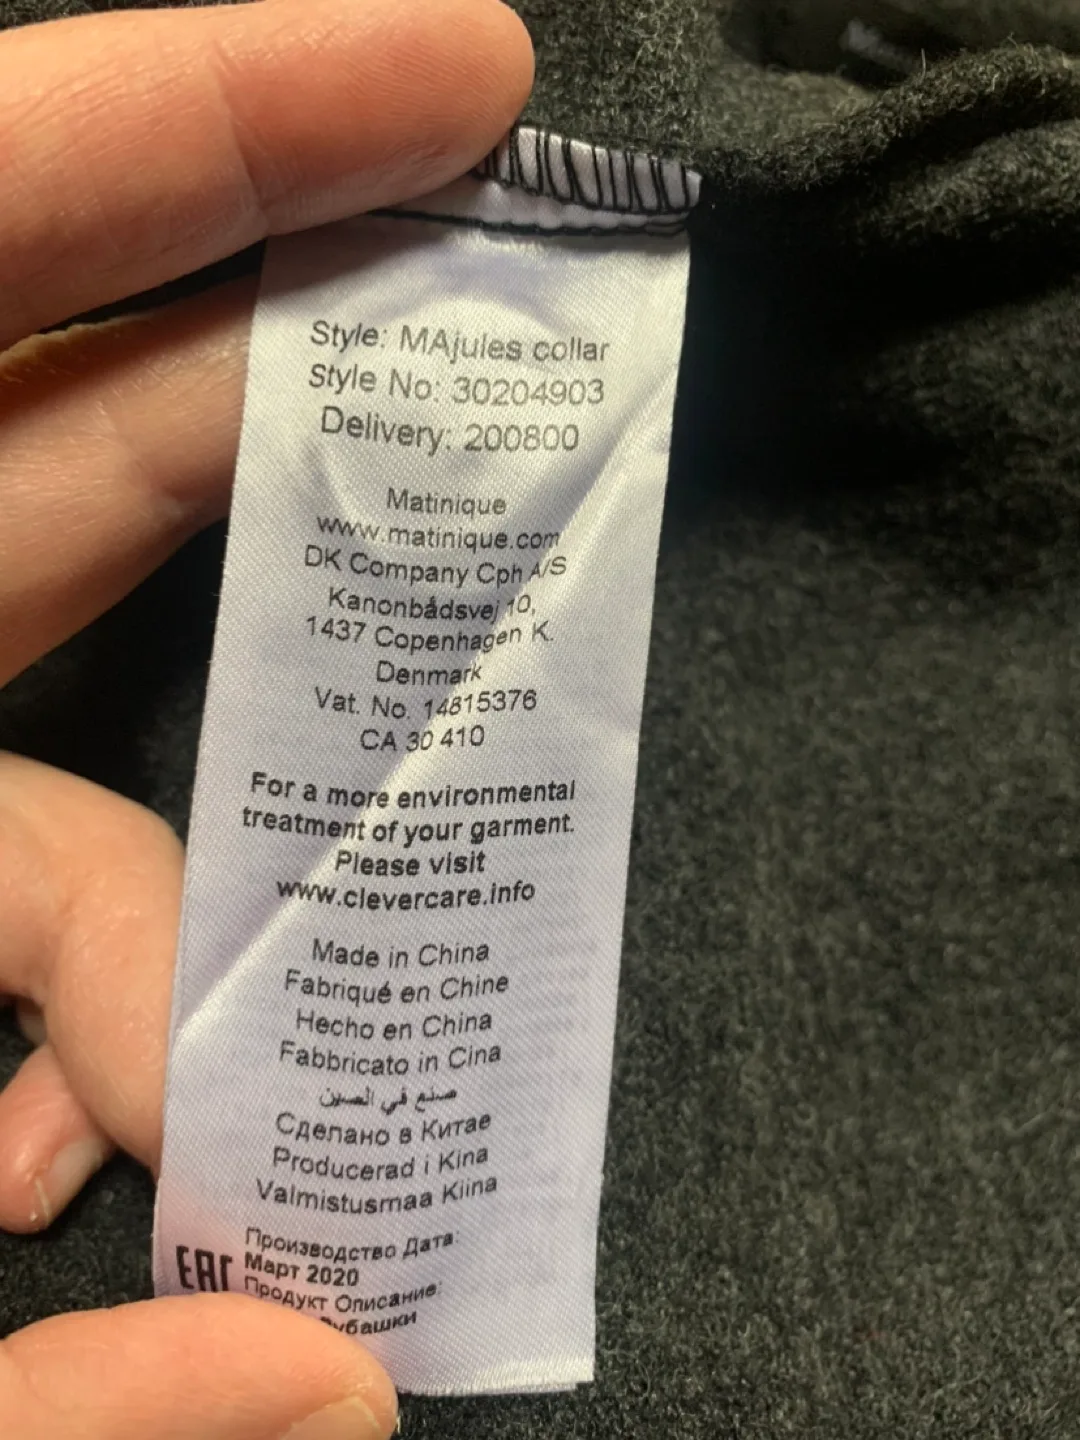 Style: MAjules collar
Style No: 30204903
Delivery: 200800
Matinique
www.matinique.com
DK Company Cph A/S
Kanonbådsvej 10,
1437 Copenhagen K.
Denmark
Vat. No. 14815376
CA 30 410
For a more environmental
treatment of your garment.
Please visit
www.clevercare.info
Made in China
Fabriqué en Chine
Hecho en China
Fabbricato in Cina
صنع في الصين
Сделано в Китае
Producerad i Kina
Valmistusmaa Kiina
Производство Дата:
EAC Март 2020
Продукт Описание:
Рубашки